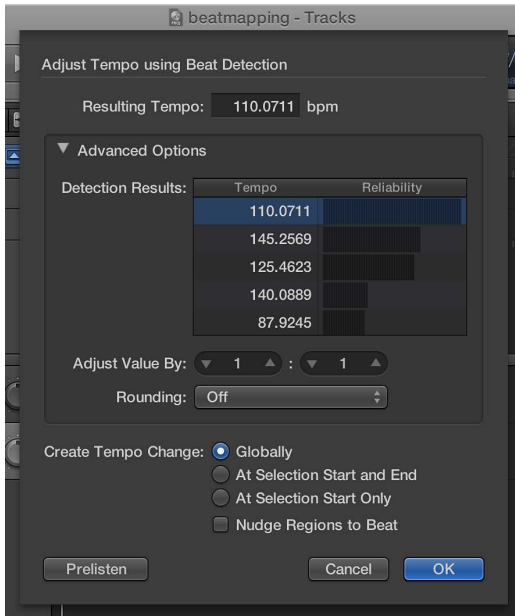 beatmapping - Tracks
Adjust Tempo using Beat Detection
Resulting Tempo: 110.0711 bpm
Advanced Options
Detection Results: Tempo Reliability
110.0711
145.2569
125.4623
140.0889
87.9245
Adjust Value By: 1 : 1
Rounding: Off
Create Tempo Change: Globally
At Selection Start and End
At Selection Start Only
Nudge Regions to Beat
Prelisten Cancel OK